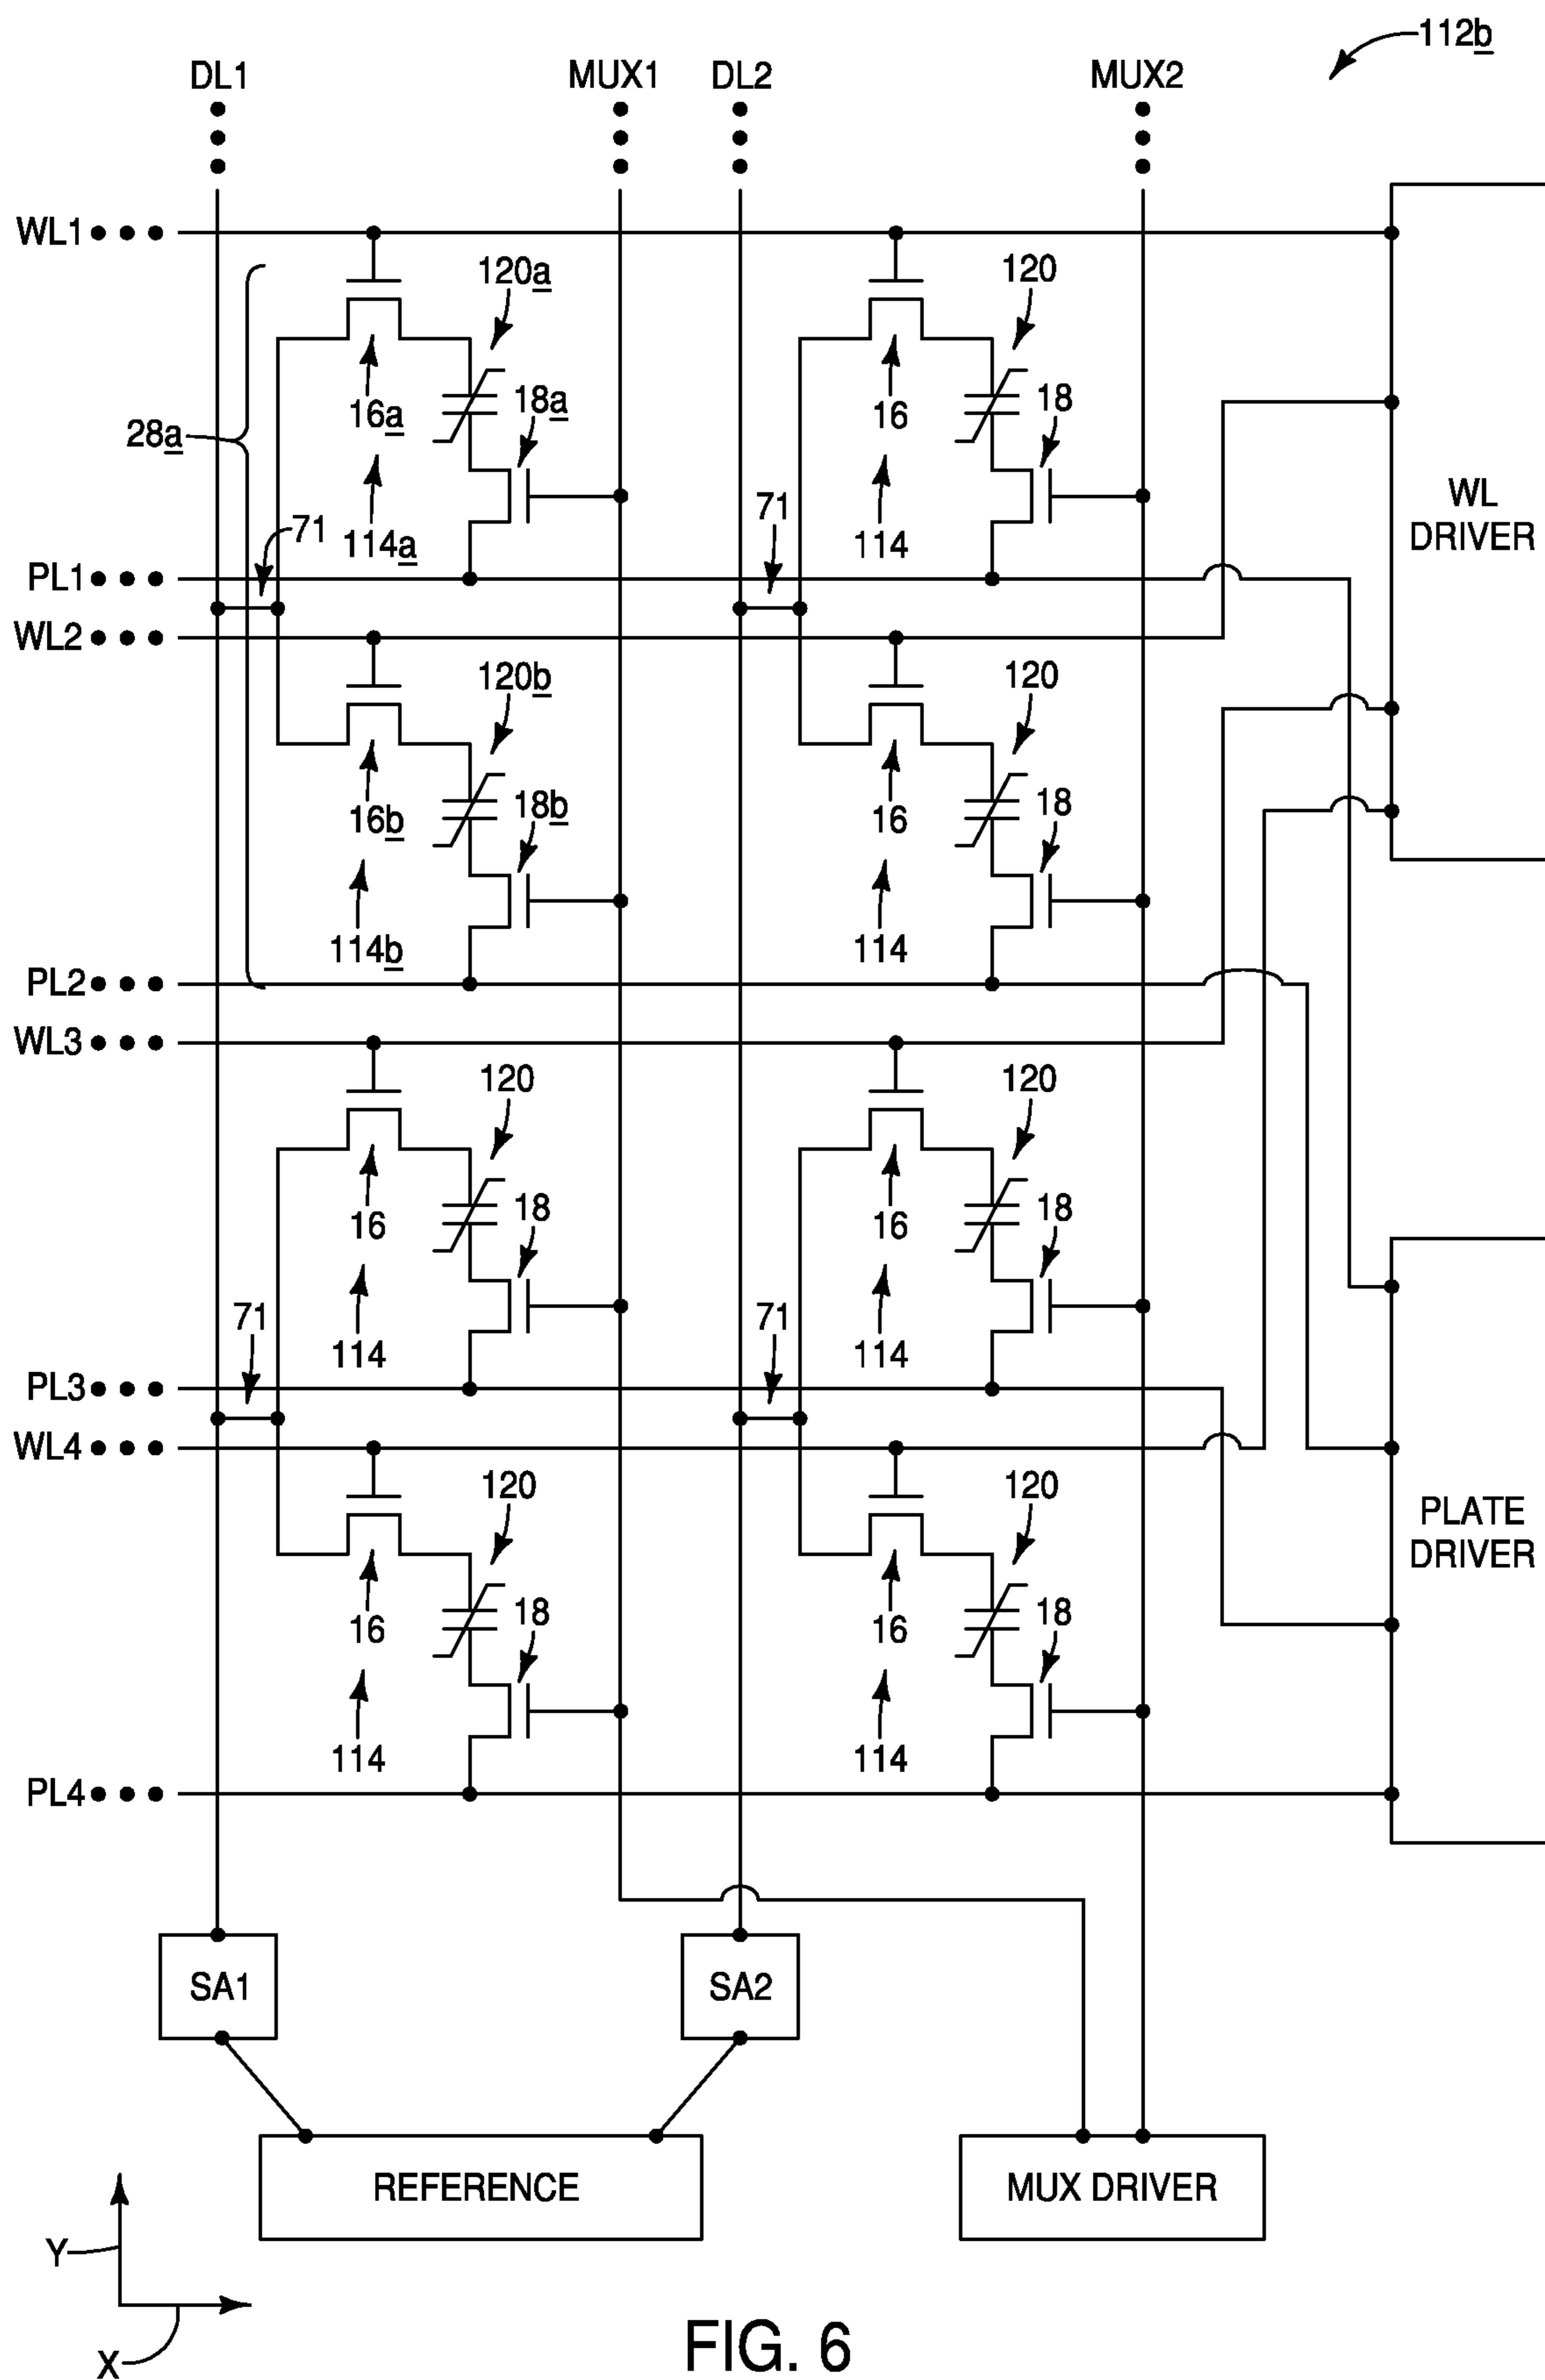 112b
DL1 MUX1 DL2 MUX2
WL1
120a 120
18a 18
16a 16
28a
WL
DRIVER
71 71
114a 114
PL1
WL2
120b 120
18b 18
16b 16
114b 114
PL2
WL3
120 120
18 18
16 16
71 71
114 114
PL3
WL4
120 120
PLATE
DRIVER
18 18
16 16
114 114
PL4
SA1 SA2
REFERENCE MUX DRIVER
Y
X
FIG. 6